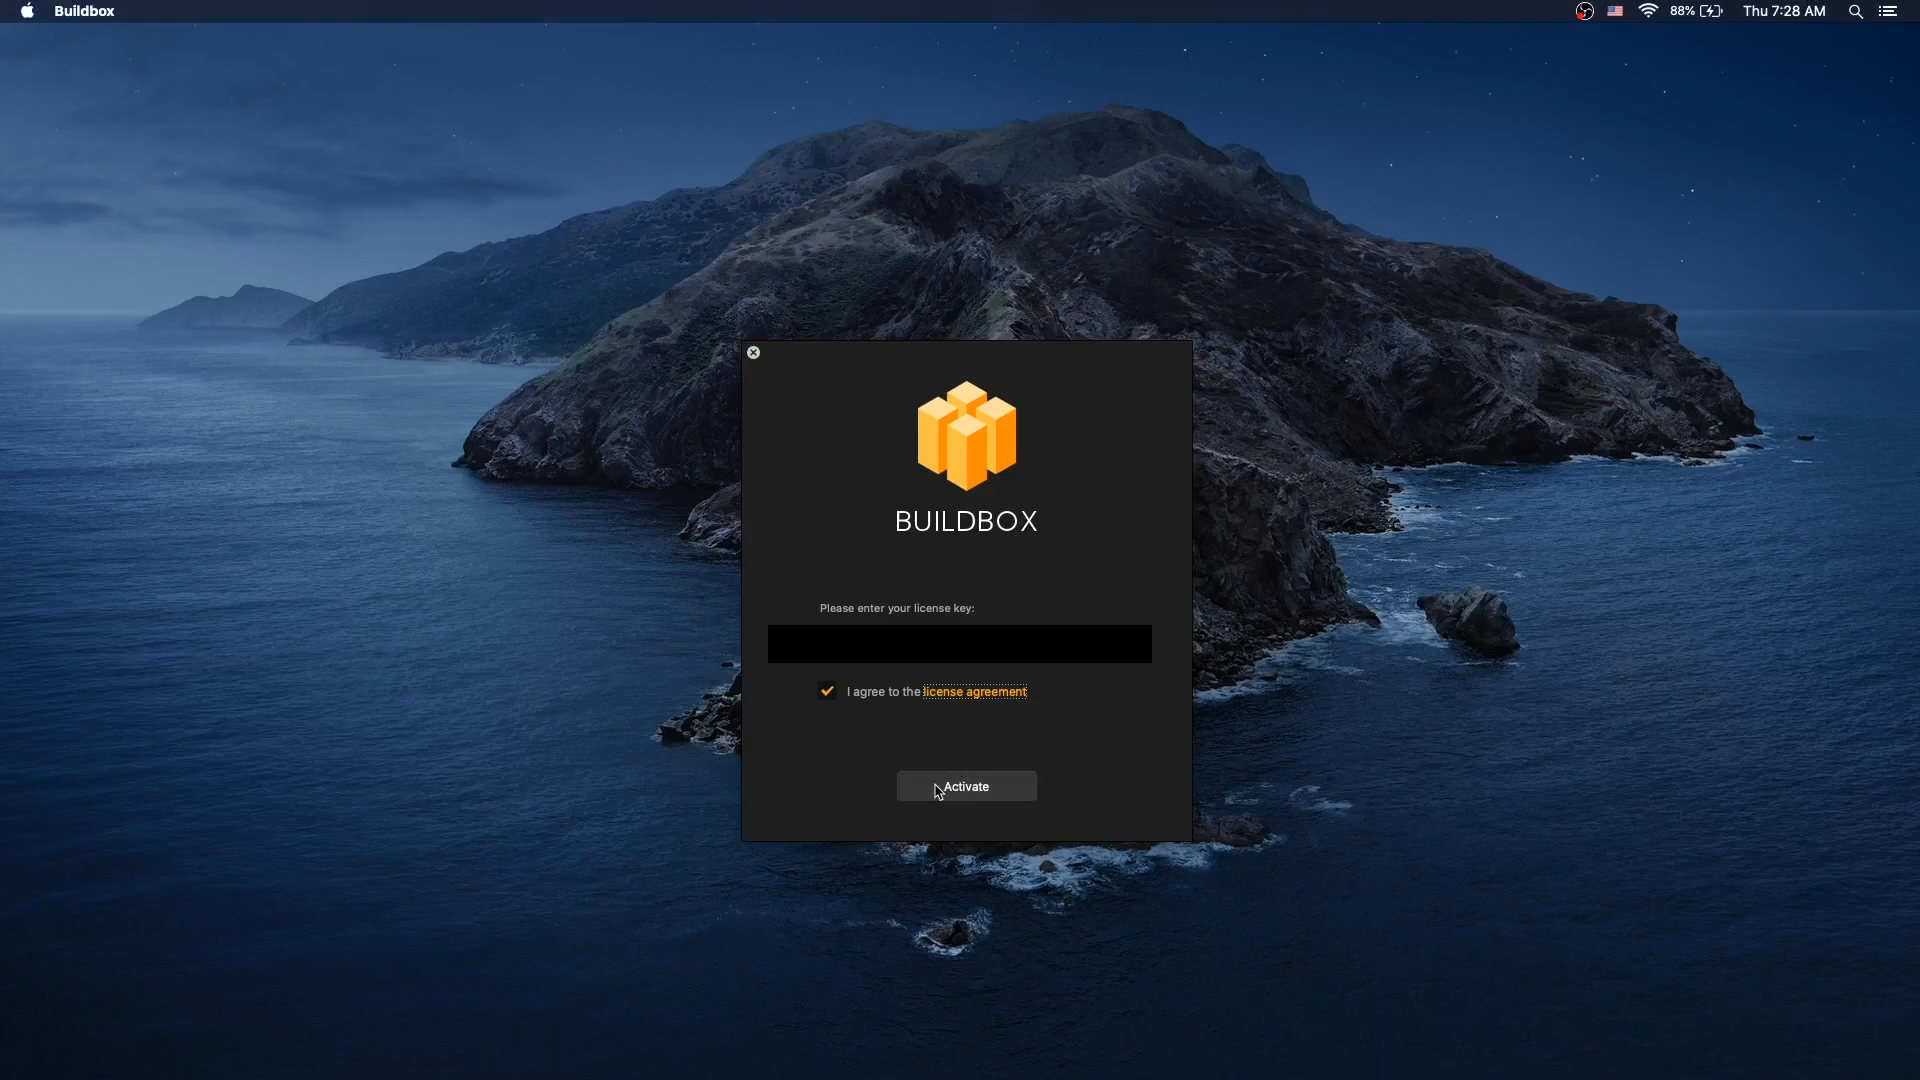 Buildbox
88%
Thu 7:28 AM
BUILDBOX
Please enter your license key:
I agree to the license agreement
Activate